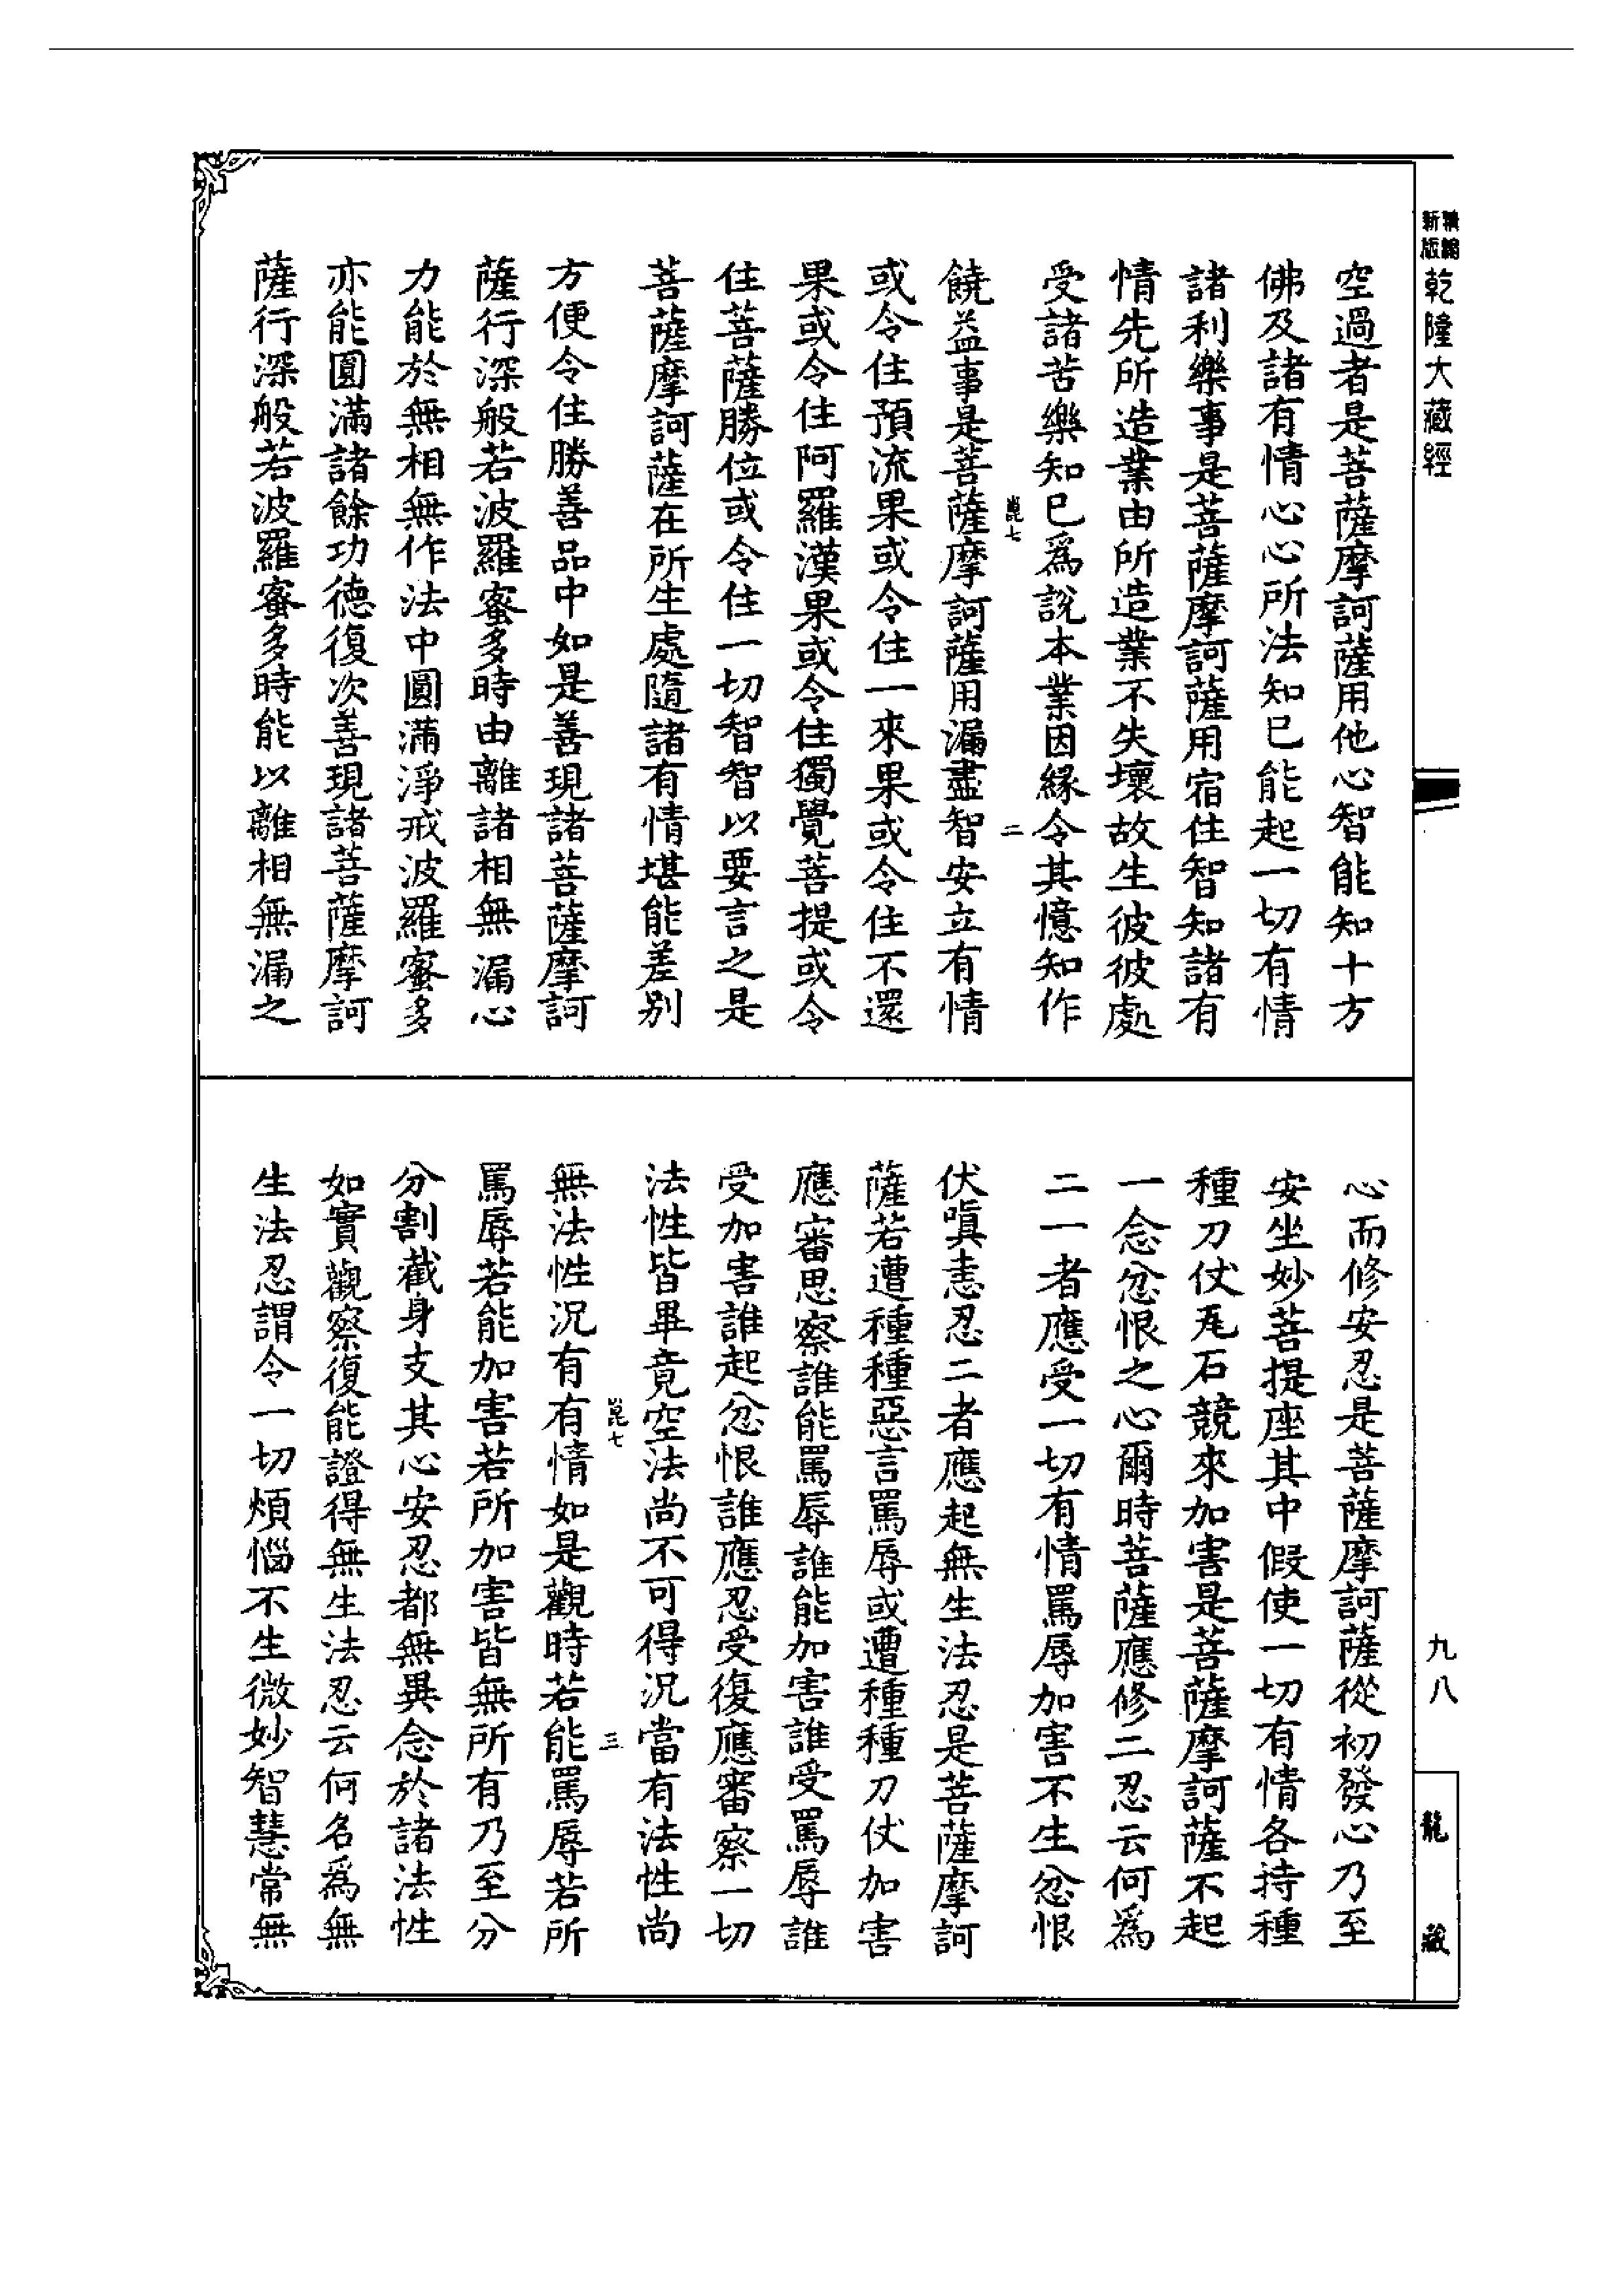 新編
精版
乾隆大藏經
空過者是菩薩摩訶薩用他心智能知十方
佛及諸有情心心所法知已能起一切有情
諸利樂事是菩薩摩訶薩用宿住智知諸有
情先所造業由所造業不失壞故生彼彼處
受諸苦樂知已為說本業因緣令其憶知作
崑七
二
饒益事是菩薩摩訶薩用漏盡智安立有情
或令住預流果或令住一來果或令住不還
果或令住阿羅漢果或令住獨覺菩提或令
住菩薩勝位或令住一切智智以要言之是
菩薩摩訶薩在所生處隨諸有情堪能差別
方便令住勝善品中如是善現諸菩薩摩訶
薩行深般若波羅蜜多時由離諸相無漏心
力能於無相無作法中圓滿淨戒波羅蜜多
亦能圓滿諸餘功德復次善現諸菩薩摩訶
薩行深般若波羅蜜多時能以離相無漏之
心而修安忍是菩薩摩訶薩從初發心乃至
安坐妙菩提座其中假使一切有情各持種
種刀仗瓦石競來加害是菩薩摩訶薩不起
一念忿恨之心爾時菩薩應修二忍云何為
二一者應受一切有情罵辱加害不生忿恨
伏嗔恚忍二者應起無生法忍是菩薩摩訶
薩若遭種種惡言罵辱或遭種種刀仗加害
應審思察誰能罵辱誰能加害誰受罵辱誰
受加害誰起忿恨誰應忍受復應審察一切
法性皆畢竟空法尚不可得況當有法性尚
崑七
三
無法性況有有情如是觀時若能罵辱若所
罵辱若能加害若所加害皆無所有乃至分
分割截身支其心安忍都無異念於諸法性
如實觀察復能證得無生法忍云何名為無
生法忍謂令一切煩惱不生微妙智慧常無
九八
龍藏